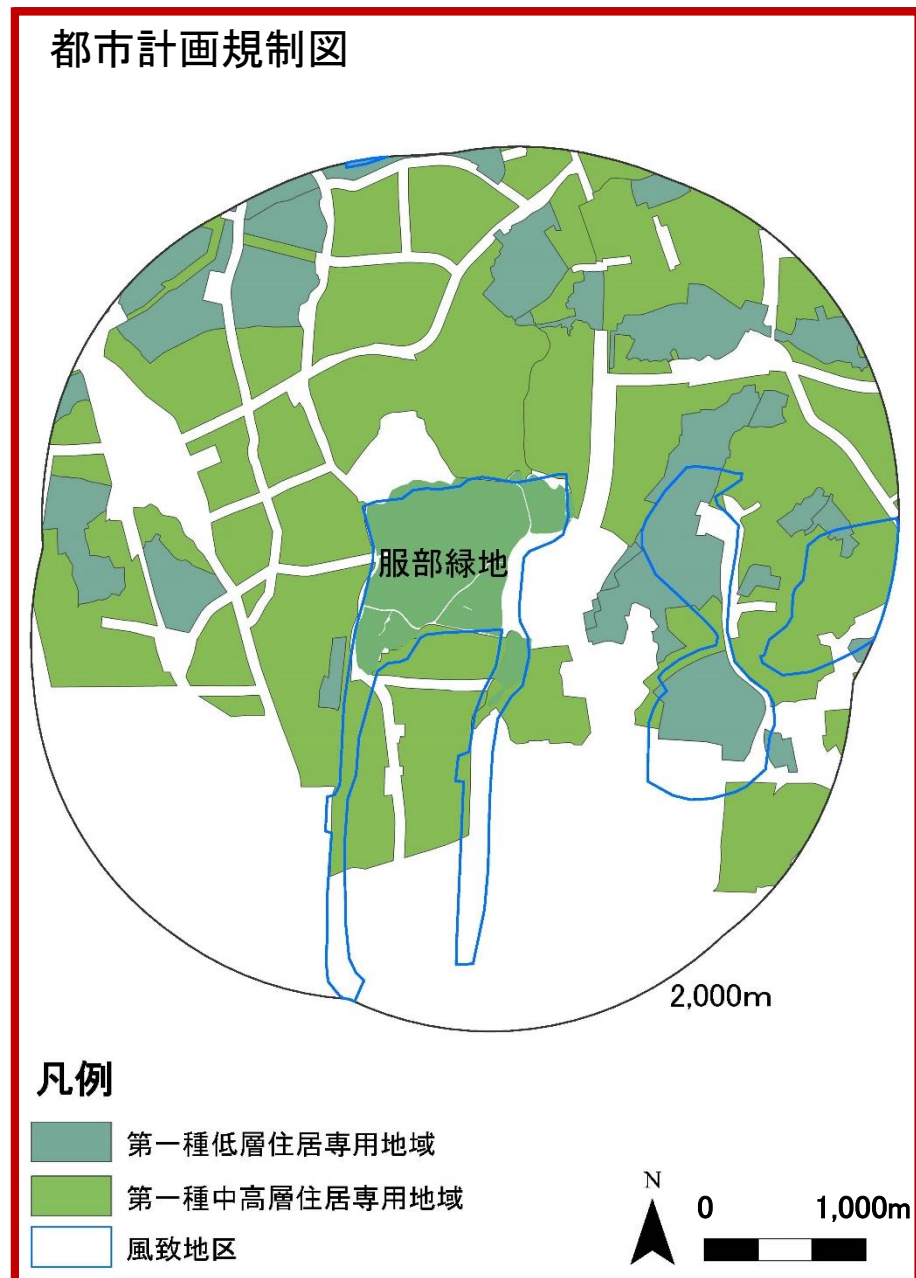 都市計画規制図
服部緑地
2,000m
凡例
第一種低層住居専用地域
第一種中高層住居専用地域
風致地区
N
0 1,000m